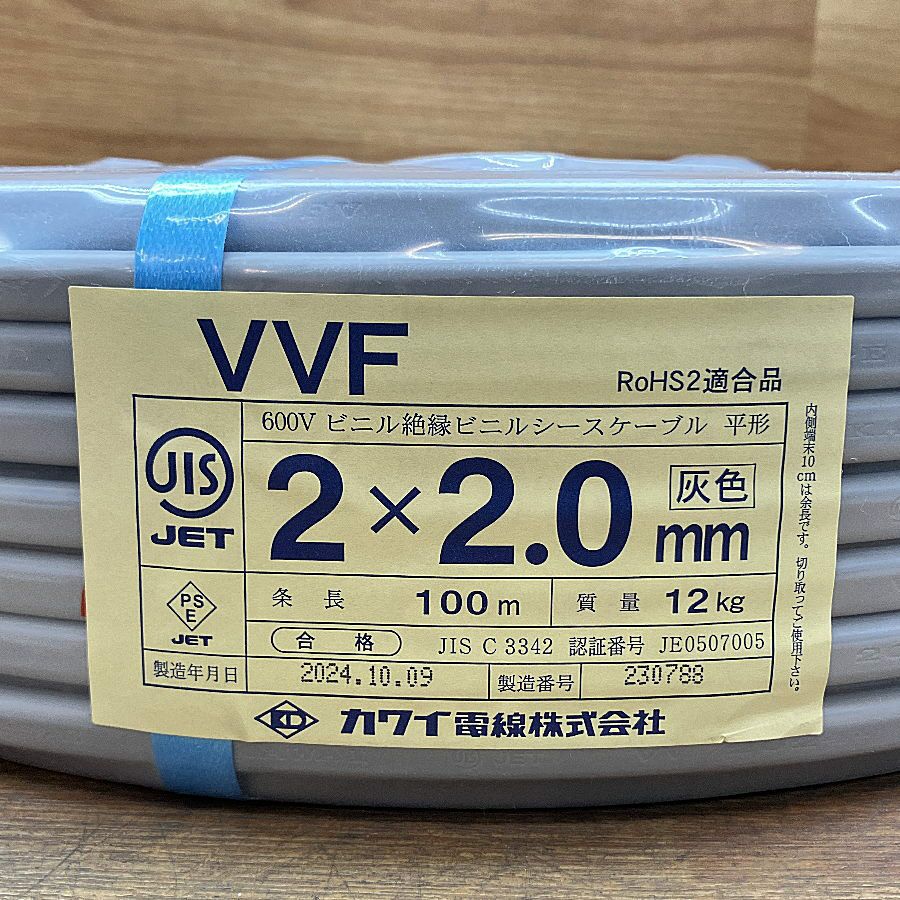 VVF
RoHS2適合品
600V ビニル絶縁ビニルシースケーブル 平形
JIS
JET
2×2.0mm
灰色
PSE
JET
条長 100m
質量 12kg
合格 JIS C 3342 認証番号 JE0507005
製造年月日 2024.10.09
製造番号 230788
KD カワイ電線株式会社
内側端末10cmは余長です。切り取ってご使用下さい。
JET